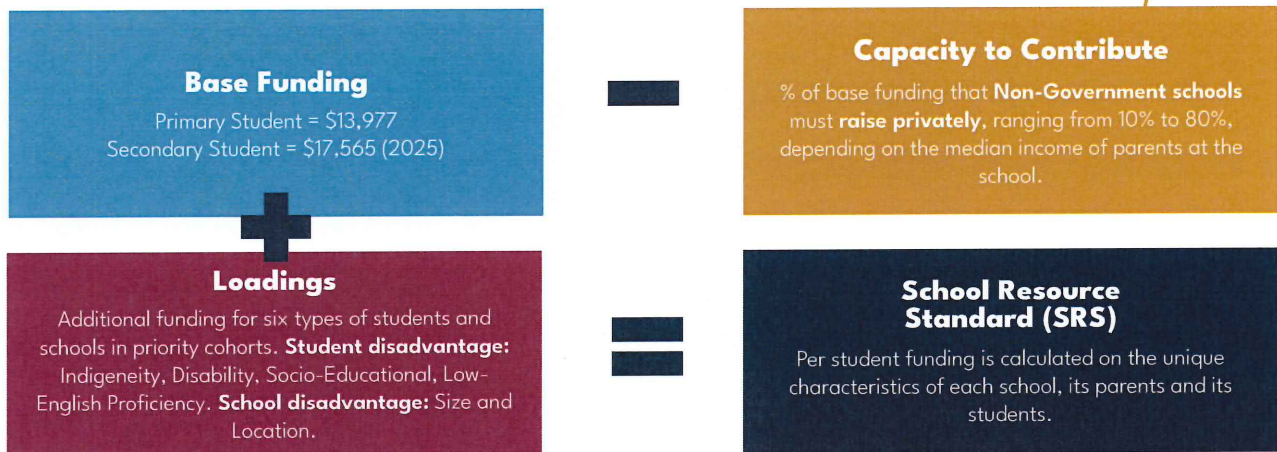 Base Funding
Primary Student = $13,977
Secondary Student = $17,565 (2025)
Capacity to Contribute
% of base funding that Non-Government schools
must raise privately, ranging from 10% to 80%,
depending on the median income of parents at the
school.
Loadings
Additional funding for six types of students and
schools in priority cohorts. Student disadvantage:
Indigeneity, Disability, Socio-Educational, Low-
English Proficiency. School disadvantage: Size and
Location.
School Resource
Standard (SRS)
Per student funding is calculated on the unique
characteristics of each school, its parents and its
students.